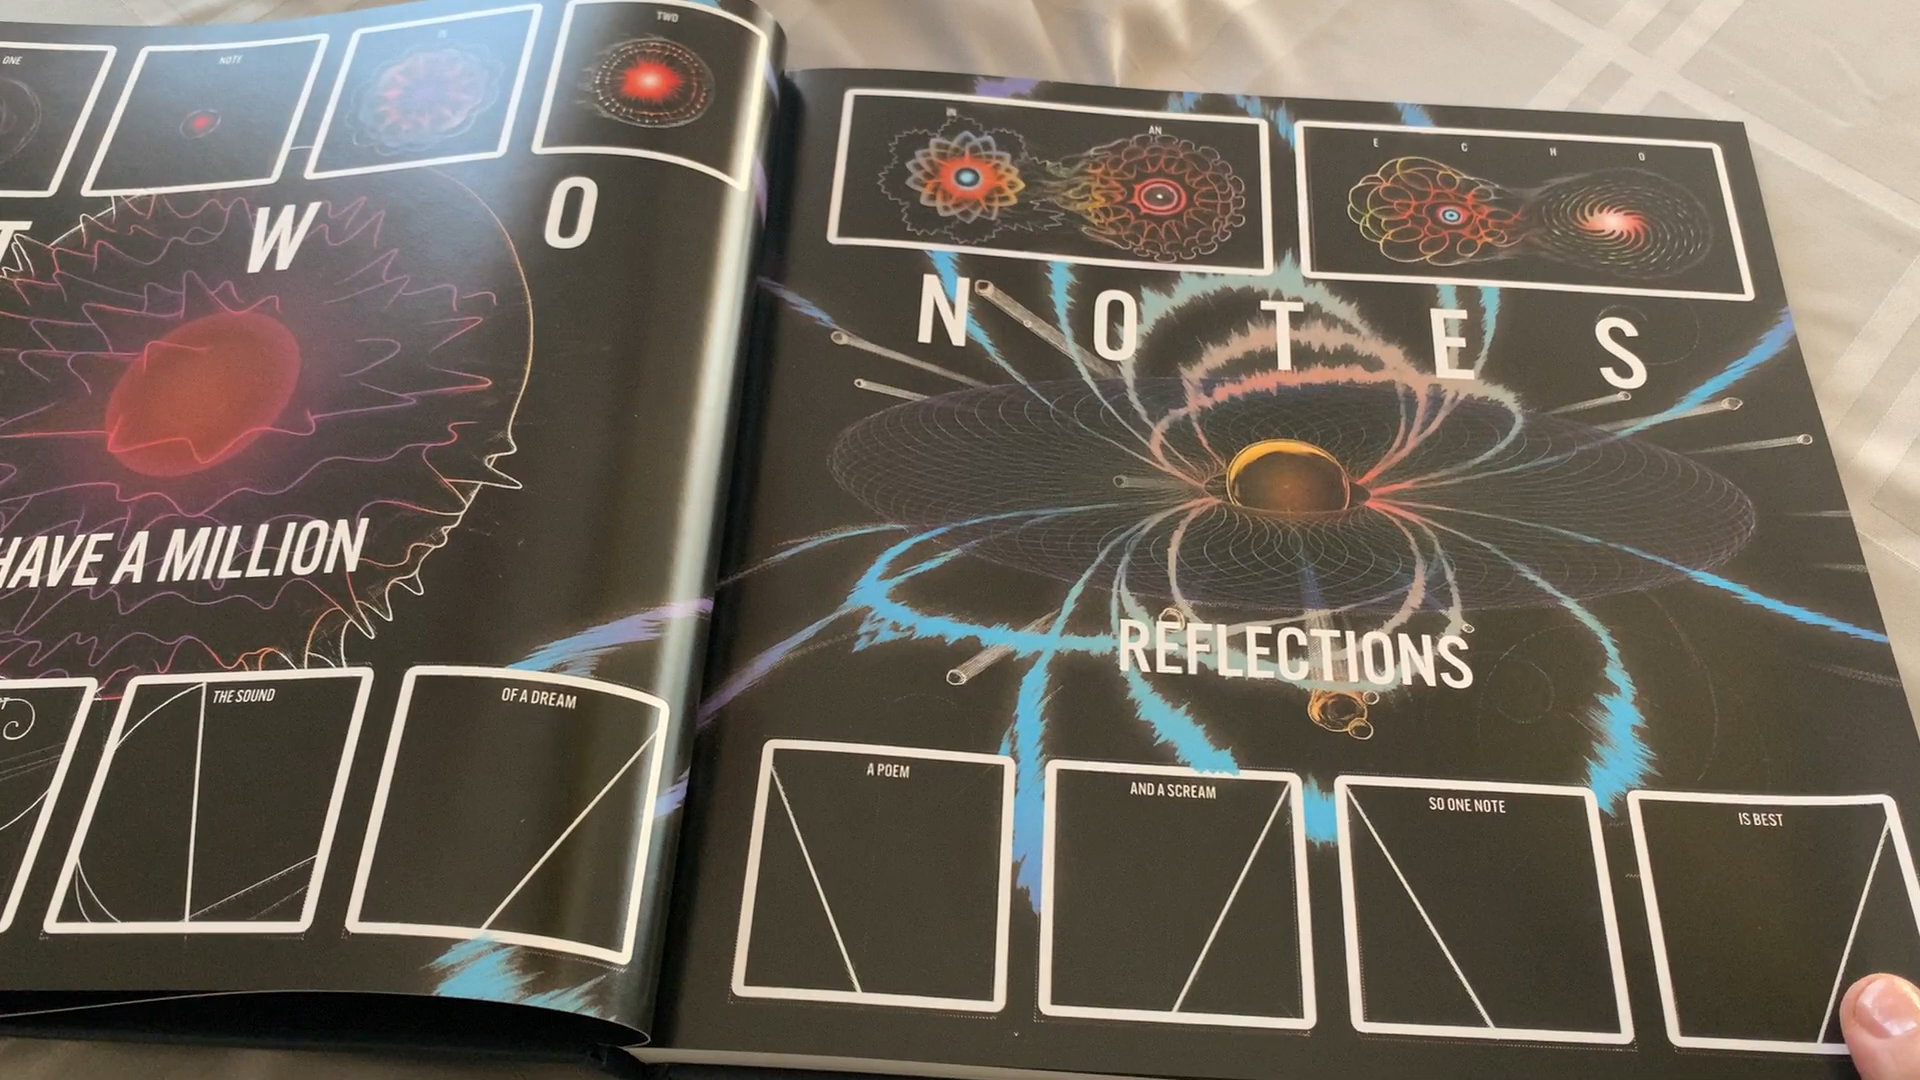 ONE
NOTE
IN
TWO
IN
AN
E C H O
T W O
N O T E S
HAVE A MILLION
REFLECTIONS
THE SOUND
OF A DREAM
A POEM
AND A SCREAM
SO ONE NOTE
IS BEST